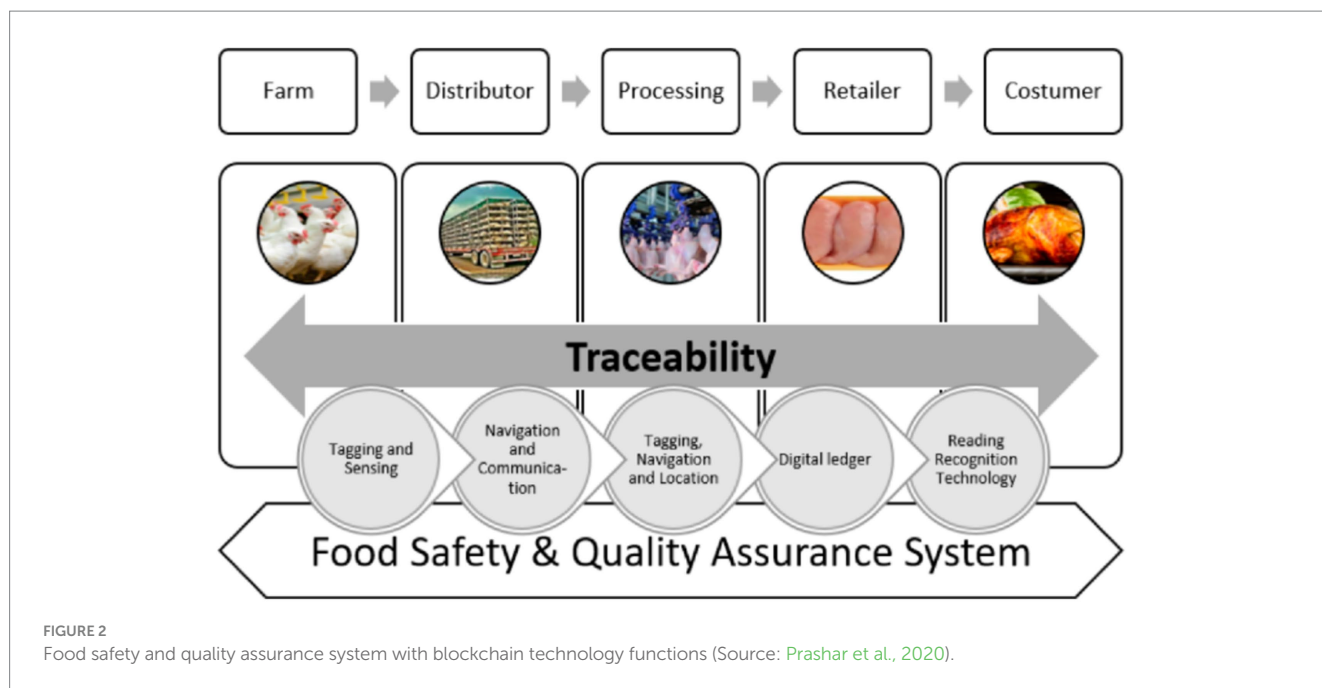 Farm
Distributor
Processing
Retailer
Costumer
Traceability
Tagging and
Sensing
Navigation
and
Communica-
tion
Tagging,
Navigation
and Location
Digital ledger
Reading
Recognition
Technology
Food Safety & Quality Assurance System
FIGURE 2
Food safety and quality assurance system with blockchain technology functions (Source: Prashar et al., 2020).